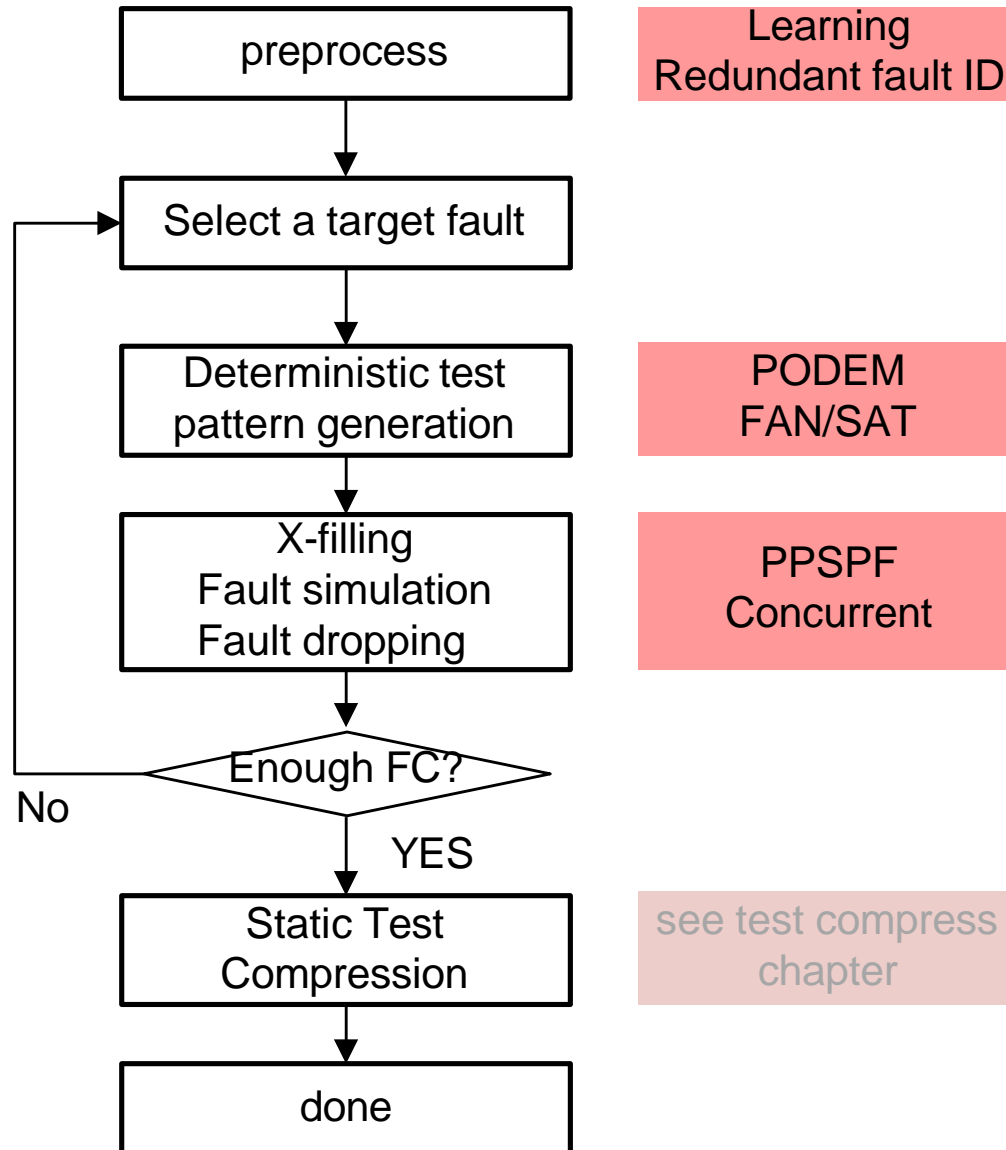 preprocess
Learning
Redundant fault ID
Select a target fault
Deterministic test
pattern generation
PODEM
FAN/SAT
X-filling
Fault simulation
Fault dropping
PPSPF
Concurrent
Enough FC?
No
YES
Static Test
Compression
see test compress
chapter
done